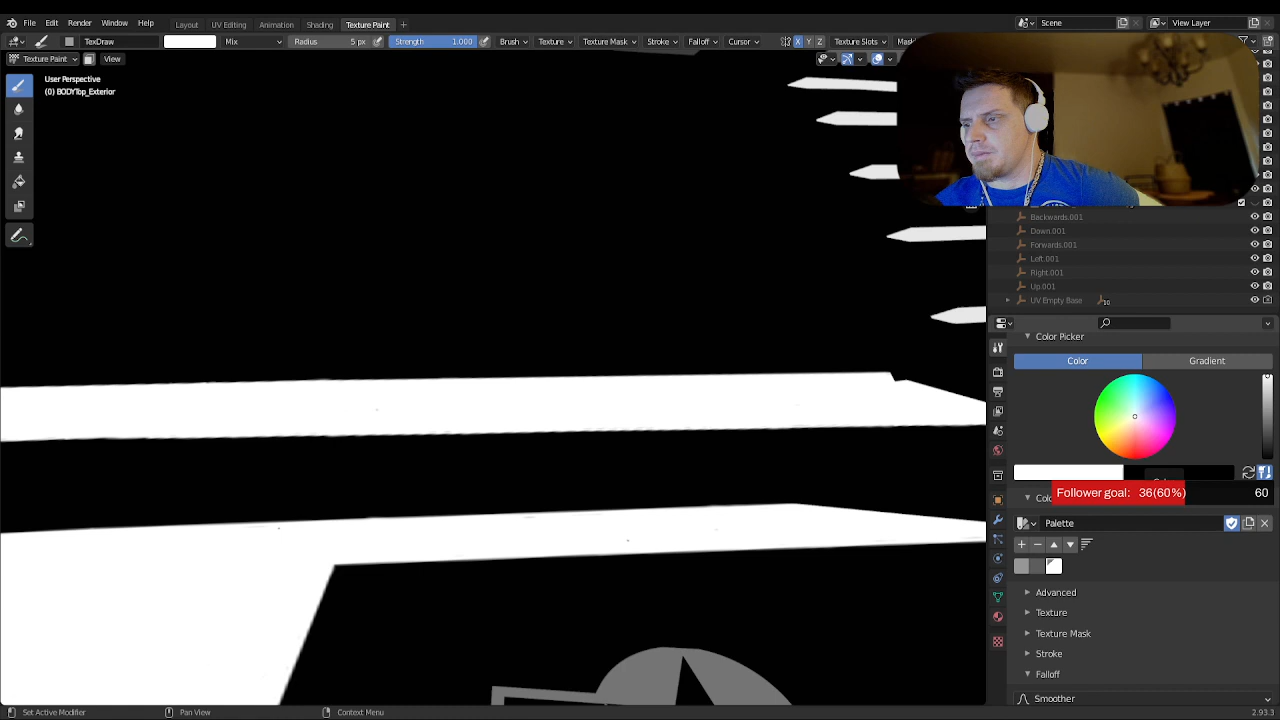 File Edit Render Window Help Layout UV Editing Animation Shading Texture Paint + Scene View Layer
TexDraw Mix Radius 5 px Strength 1.000 Brush Texture Texture Mask Stroke Falloff Cursor X Y Z Texture Slots Mask
Texture Paint View
User Perspective
(0) BODYTop_Exterior
Backwards.001
Down.001
Forwards.001
Left.001
Right.001
Up.001
UV Empty Base 10
Color Picker
Color Gradient
Follower goal: 36(60%) 60
Palette
Advanced
Texture
Texture Mask
Stroke
Falloff
Smoother
Set Active Modifier Pan View Context Menu 2.93.3